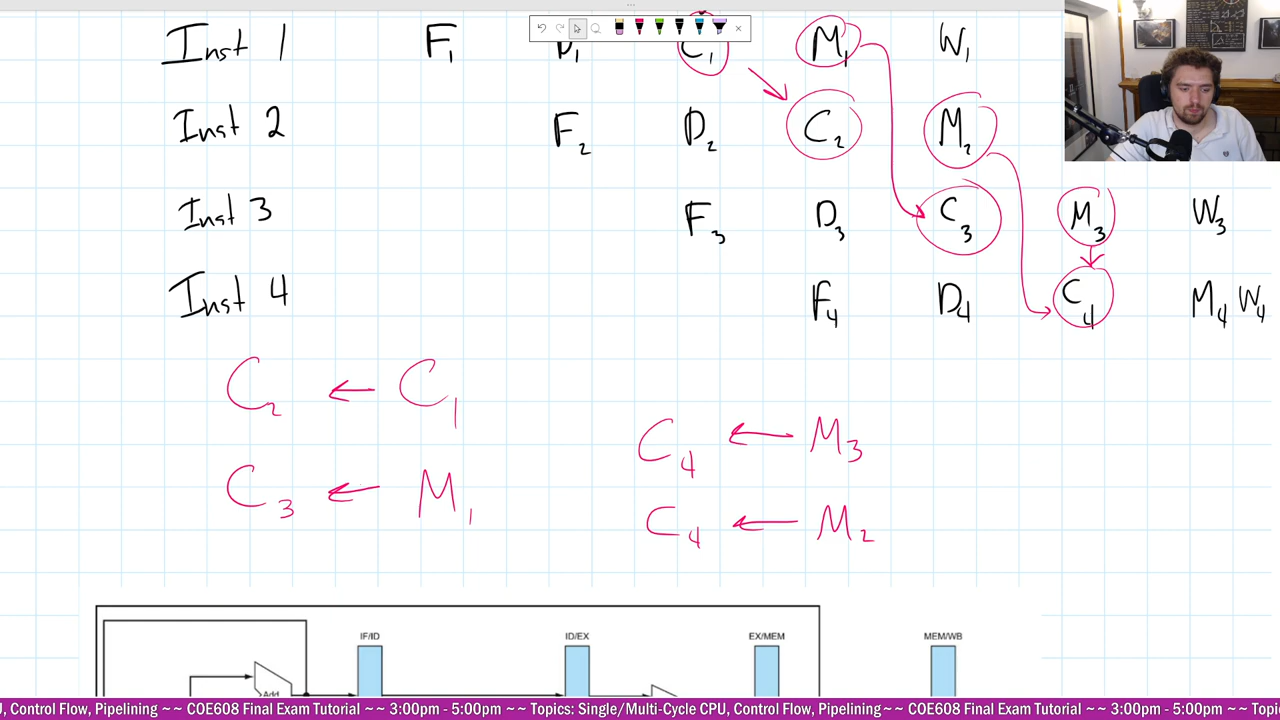 Inst 1 F1 D1 C1 M1 W1
Inst 2 F2 D2 C2 M2
Inst 3 F3 D3 C3 M3 W3
Inst 4 F4 D4 C4 M4 W4
C2 ← C1
C3 ← M1
C4 ← M3
C4 ← M2
IF/ID ID/EX EX/MEM MEM/WB
Add
, Control Flow, Pipelining ~~ COE608 Final Exam Tutorial ~~ 3:00pm - 5:00pm ~~ Topics: Single/Multi-Cycle CPU, Control Flow, Pipelining ~~ COE608 Final Exam Tutorial ~~ 3:00pm - 5:00pm ~~